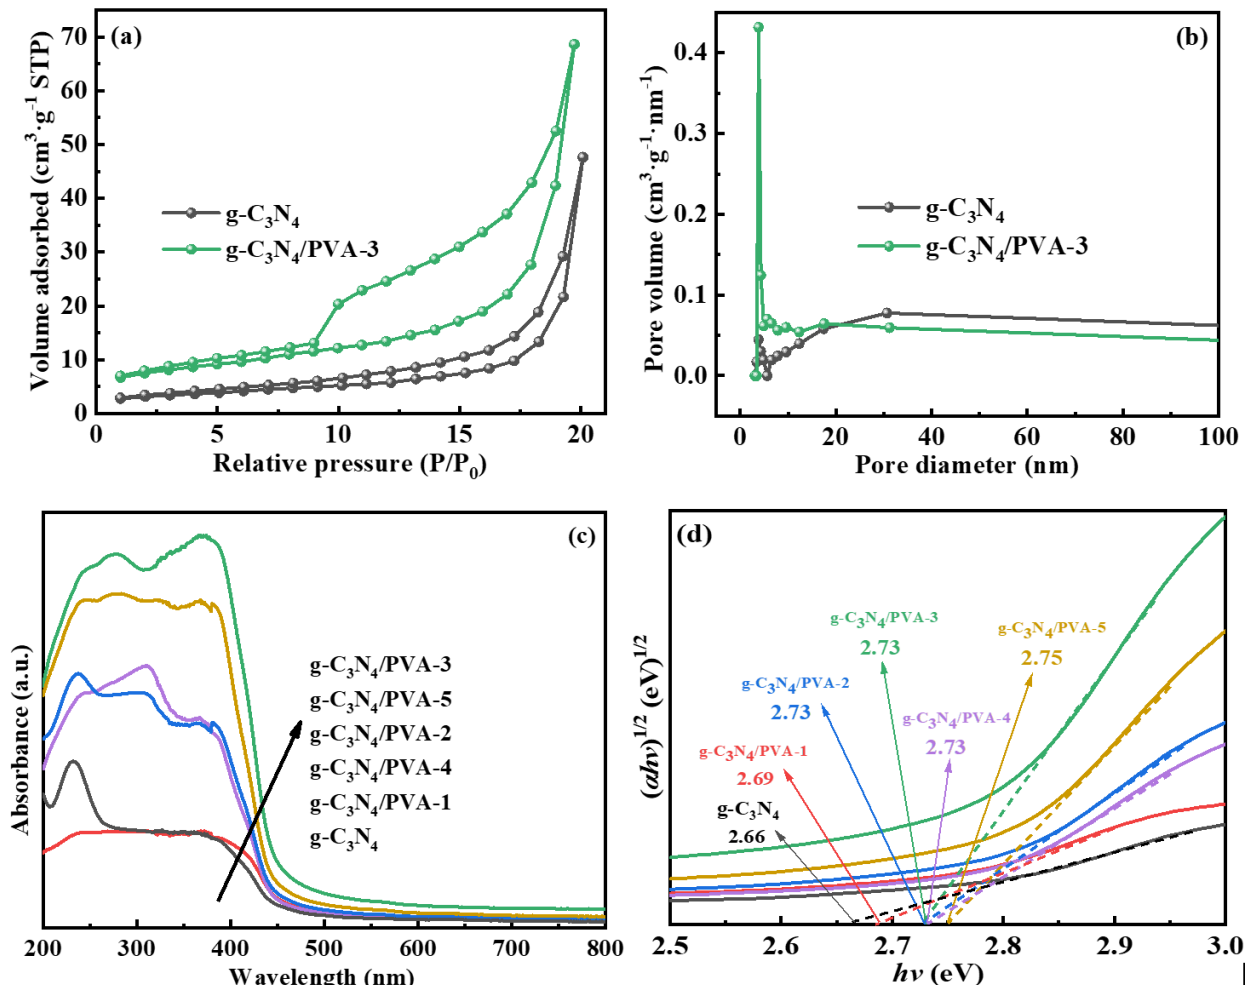 (a)
Volume adsorbed (cm³·g⁻¹ STP)
70
60
50
40
30
20
10
0
g-C₃N₄
g-C₃N₄/PVA-3
0 5 10 15 20
Relative pressure (P/P₀)
(b)
Pore volume (cm³·g⁻¹·nm⁻¹)
0.4
0.3
0.2
0.1
0.0
g-C₃N₄
g-C₃N₄/PVA-3
0 20 40 60 80 100
Pore diameter (nm)
(c)
Absorbance (a.u.)
g-C₃N₄/PVA-3
g-C₃N₄/PVA-5
g-C₃N₄/PVA-2
g-C₃N₄/PVA-4
g-C₃N₄/PVA-1
g-C₃N₄
200 300 400 500 600 700 800
Wavelength (nm)
(d)
(αhν)¹/² (eV)¹/²
g-C₃N₄/PVA-3
2.73
g-C₃N₄/PVA-5
2.75
g-C₃N₄/PVA-2
2.73
g-C₃N₄/PVA-4
2.73
g-C₃N₄/PVA-1
2.69
g-C₃N₄
2.66
2.5 2.6 2.7 2.8 2.9 3.0
hν (eV)